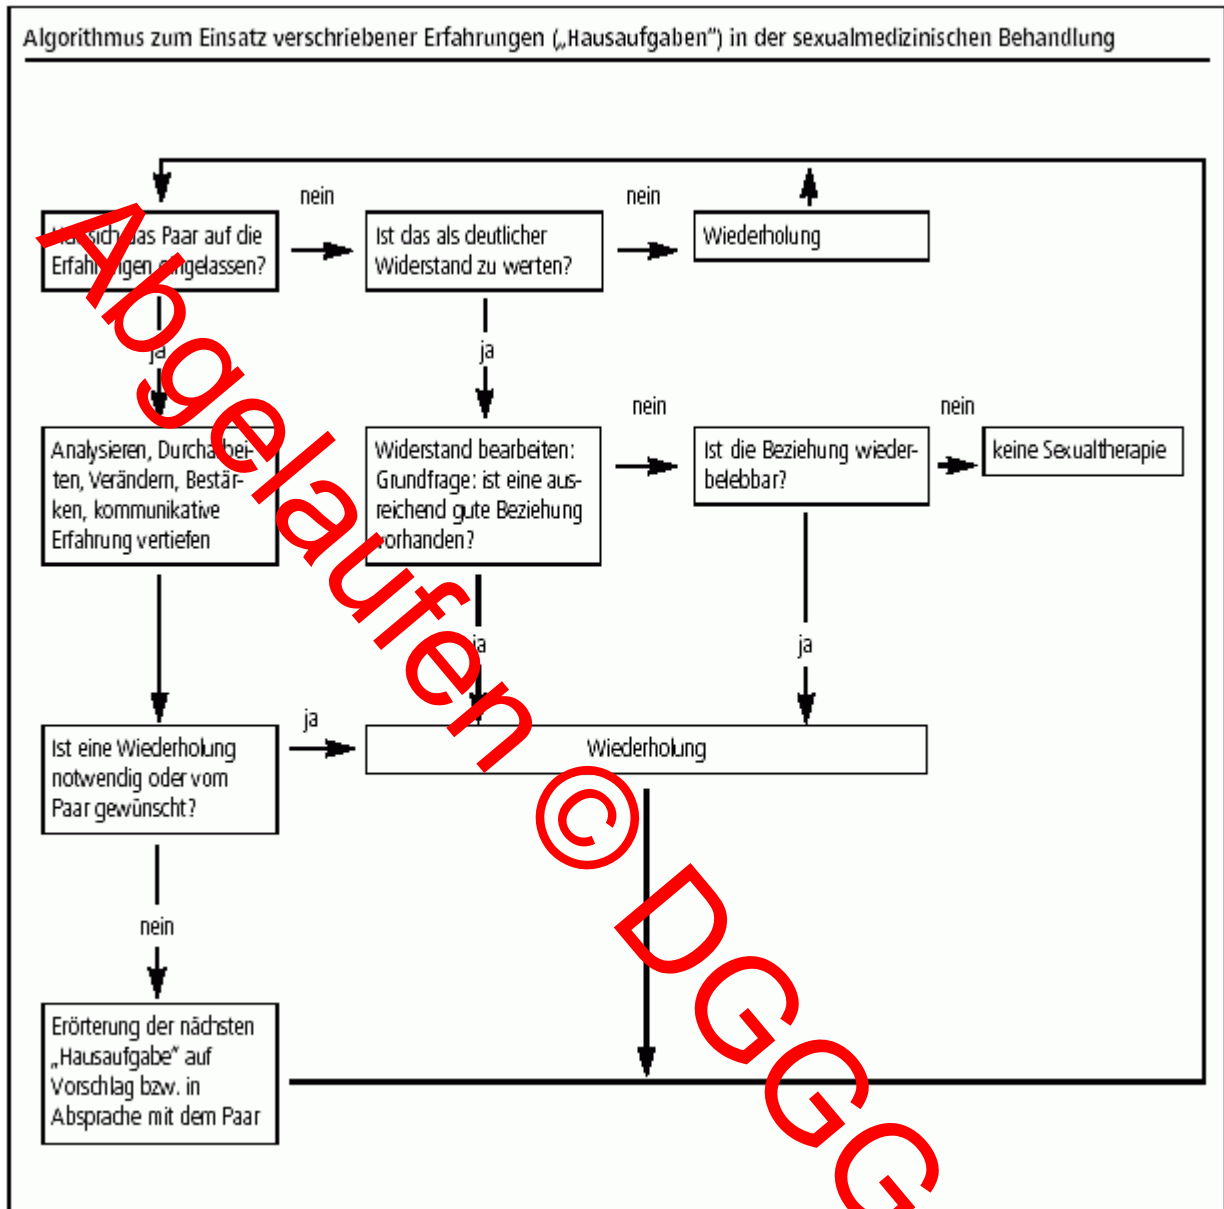 Algorithmus zum Einsatz verschriebener Erfahrungen („Hausaufgaben“) in der sexualmedizinischen Behandlung
nein
nein
sich das Paar auf die
Erfahrungen eingelassen?
Ist das als deutlicher
Widerstand zu werten?
Wiederholung
ja
ja
nein
nein
Analysieren, Durcharbei-
ten, Verändern, Bestär-
ken, kommunikative
Erfahrung vertiefen
Widerstand bearbeiten:
Grundfrage: ist eine aus-
reichend gute Beziehung
vorhanden?
Ist die Beziehung wieder-
belebbar?
keine Sexualtherapie
ja
ja
Ist eine Wiederholung
notwendig oder vom
Paar gewünscht?
ja
Wiederholung
nein
Erörterung der nächsten
„Hausaufgabe“ auf
Vorschlag bzw. in
Absprache mit dem Paar
Abgelaufen © DGGG